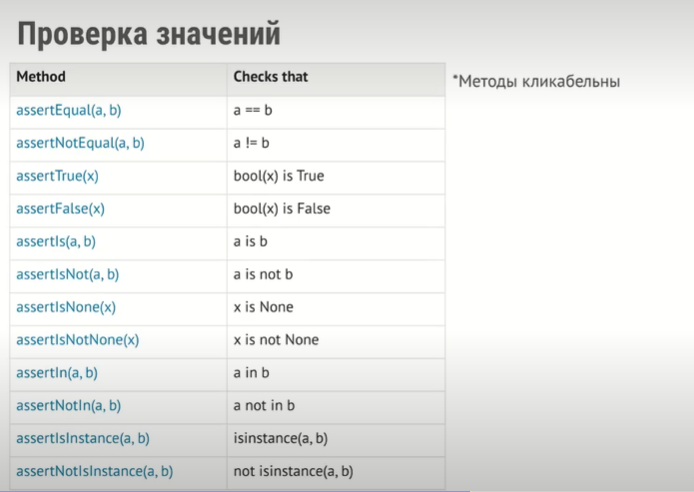 Проверка значений
Method Checks that
*Методы кликабельны
assertEqual(a, b) a == b
assertNotEqual(a, b) a != b
assertTrue(x) bool(x) is True
assertFalse(x) bool(x) is False
assertIs(a, b) a is b
assertIsNot(a, b) a is not b
assertIsNone(x) x is None
assertIsNotNone(x) x is not None
assertIn(a, b) a in b
assertNotIn(a, b) a not in b
assertIsInstance(a, b) isinstance(a, b)
assertNotIsInstance(a, b) not isinstance(a, b)